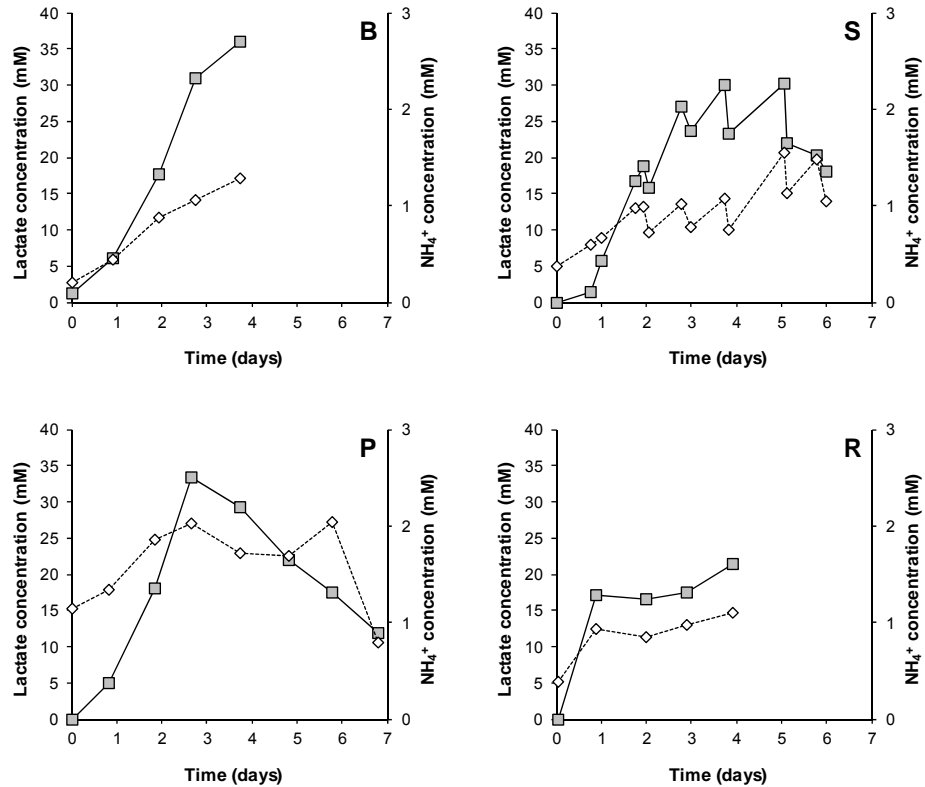 B
Lactate concentration (mM)
40
35
30
25
20
15
10
5
0
3
2
1
0
NH₄⁺ concentration (mM)
0 1 2 3 4 5 6 7
Time (days)
S
Lactate concentration (mM)
40
35
30
25
20
15
10
5
0
3
2
1
0
NH₄⁺ concentration (mM)
0 1 2 3 4 5 6 7
Time (days)
P
Lactate concentration (mM)
40
35
30
25
20
15
10
5
0
3
2
1
0
NH₄⁺ concentration (mM)
0 1 2 3 4 5 6 7
Time (days)
R
Lactate concentration (mM)
40
35
30
25
20
15
10
5
0
3
2
1
0
NH₄⁺ concentration (mM)
0 1 2 3 4 5 6 7
Time (days)